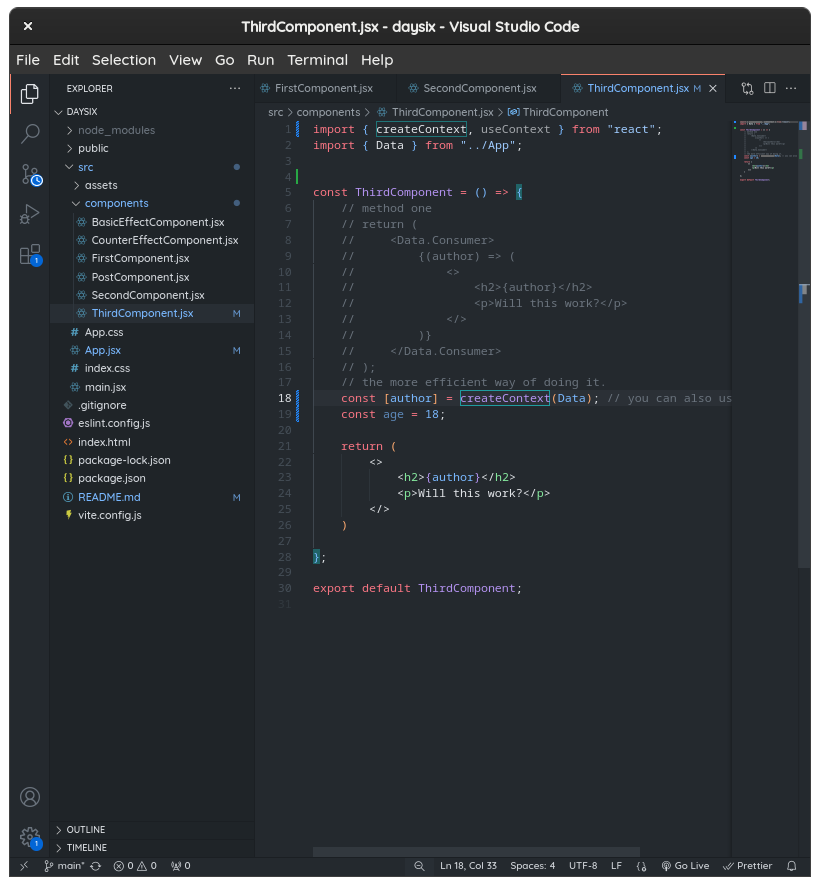 ThirdComponent.jsx - daysix - Visual Studio Code
File Edit Selection View Go Run Terminal Help
EXPLORER
DAYSIX
node_modules
public
src
assets
components
BasicEffectComponent.jsx
CounterEffectComponent.jsx
FirstComponent.jsx
PostComponent.jsx
SecondComponent.jsx
ThirdComponent.jsx M
App.css
App.jsx M
index.css
main.jsx
.gitignore
eslint.config.js
index.html
package-lock.json
package.json
README.md M
vite.config.js
OUTLINE
TIMELINE
1
1
FirstComponent.jsx SecondComponent.jsx ThirdComponent.jsx M
src > components > ThirdComponent.jsx > ThirdComponent
1 import { createContext, useContext } from "react";
2 import { Data } from "../App";
3
4
5 const ThirdComponent = () => {
6 // method one
7 // return (
8 // <Data.Consumer>
9 // {(author) => (
10 // <>
11 // <h2>{author}</h2>
12 // <p>Will this work?</p>
13 // </>
14 // )}
15 // </Data.Consumer>
16 // );
17 // the more efficient way of doing it.
18 const [author] = createContext(Data); // you can also us
19 const age = 18;
20
21 return (
22 <>
23 <h2>{author}</h2>
24 <p>Will this work?</p>
25 </>
26 )
27
28 };
29
30 export default ThirdComponent;
31
main* 0 0 0 Ln 18, Col 33 Spaces: 4 UTF-8 LF Go Live Prettier